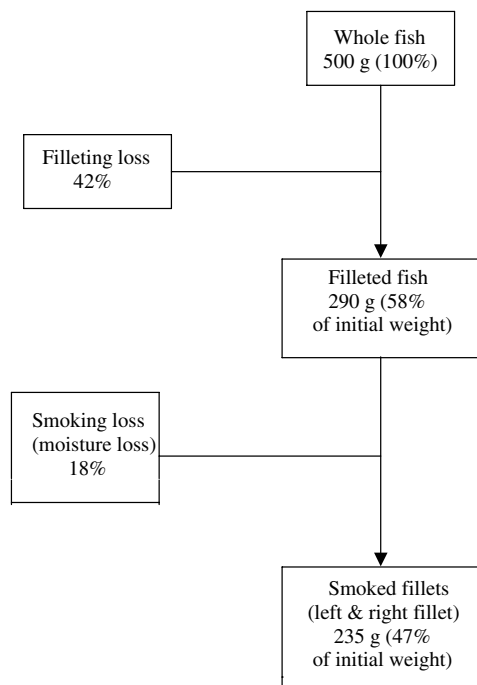 Whole fish
500 g (100%)
Filleting loss
42%
Filleted fish
290 g (58%
of initial weight)
Smoking loss
(moisture loss)
18%
Smoked fillets
(left & right fillet)
235 g (47%
of initial weight)